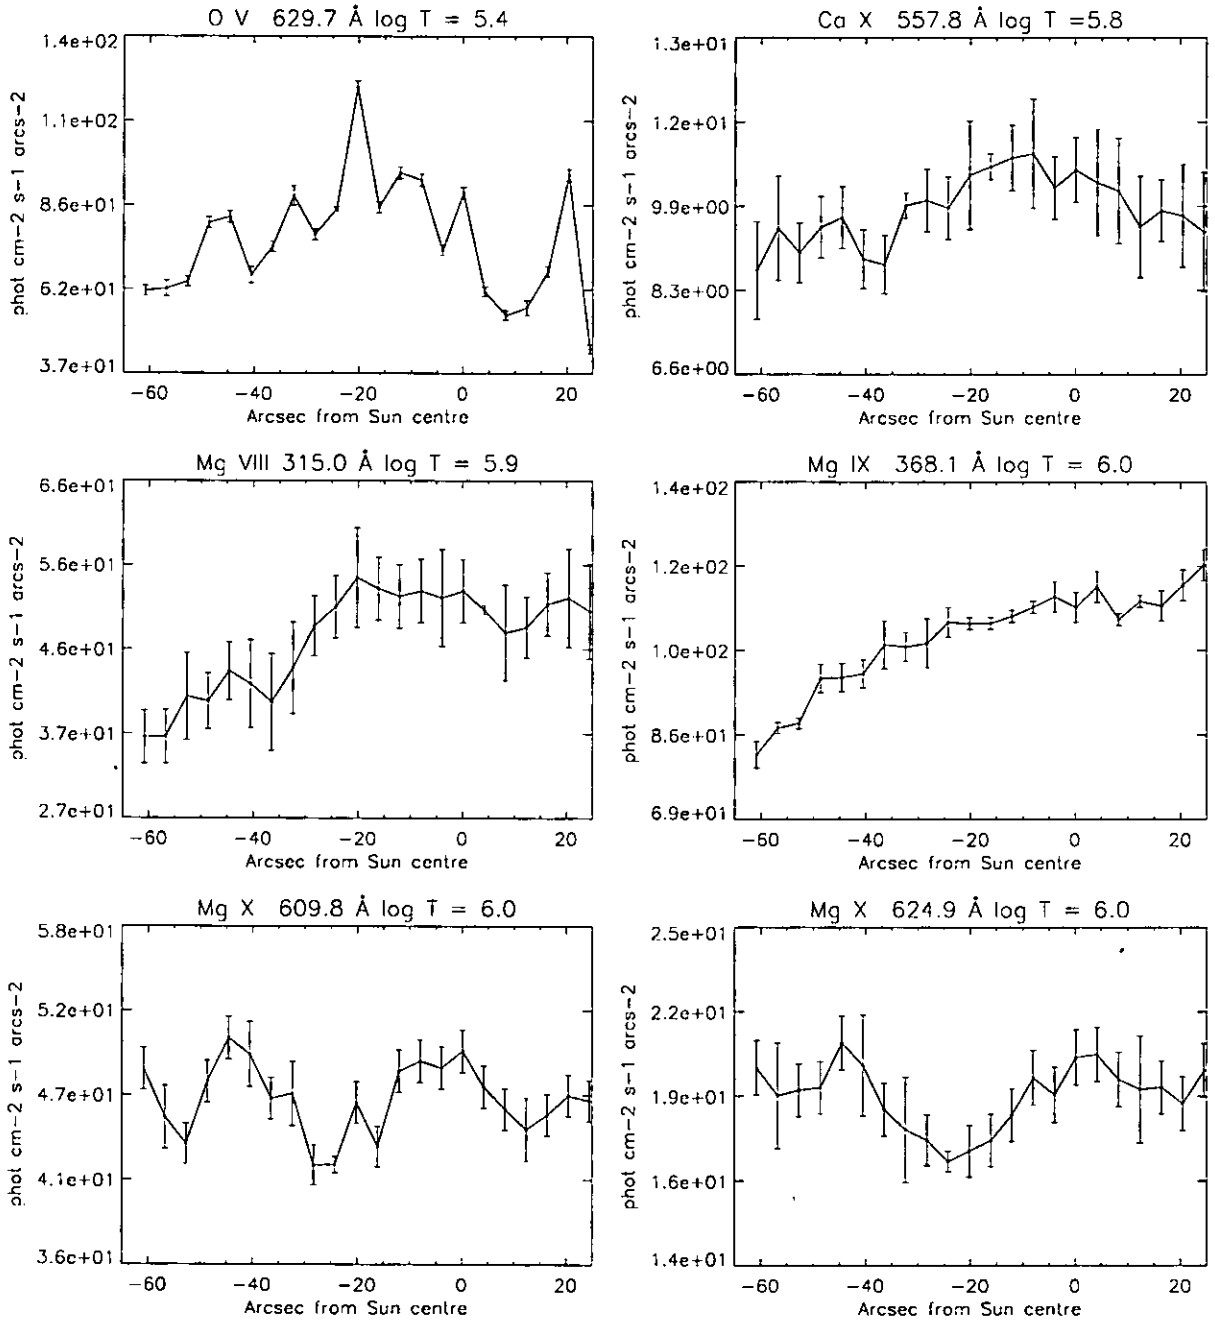 O V 629.7 Å log T = 5.4
1.4e+02
1.1e+02
8.6e+01
6.2e+01
3.7e+01
phot cm-2 s-1 arcs-2
-60 -40 -20 0 20
Arcsec from Sun centre
Ca X 557.8 Å log T =5.8
1.3e+01
1.2e+01
9.9e+00
8.3e+00
6.6e+00
phot cm-2 s-1 arcs-2
-60 -40 -20 0 20
Arcsec from Sun centre
Mg VIII 315.0 Å log T = 5.9
6.6e+01
5.6e+01
4.6e+01
3.7e+01
2.7e+01
phot cm-2 s-1 arcs-2
-60 -40 -20 0 20
Arcsec from Sun centre
Mg IX 368.1 Å log T = 6.0
1.4e+02
1.2e+02
1.0e+02
8.6e+01
6.9e+01
phot cm-2 s-1 arcs-2
-60 -40 -20 0 20
Arcsec from Sun centre
Mg X 609.8 Å log T = 6.0
5.8e+01
5.2e+01
4.7e+01
4.1e+01
3.6e+01
phot cm-2 s-1 arcs-2
-60 -40 -20 0 20
Arcsec from Sun centre
Mg X 624.9 Å log T = 6.0
2.5e+01
2.2e+01
1.9e+01
1.6e+01
1.4e+01
phot cm-2 s-1 arcs-2
-60 -40 -20 0 20
Arcsec from Sun centre